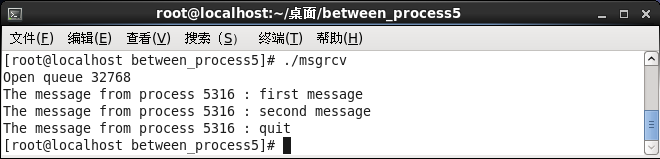 root@localhost:~/桌面/between_process5
文件(F) 编辑(E) 查看(V) 搜索 (S) 终端(T) 帮助(H)
[root@localhost between_process5]# ./msgrcv
Open queue 32768
The message from process 5316 : first message
The message from process 5316 : second message
The message from process 5316 : quit
[root@localhost between_process5]#